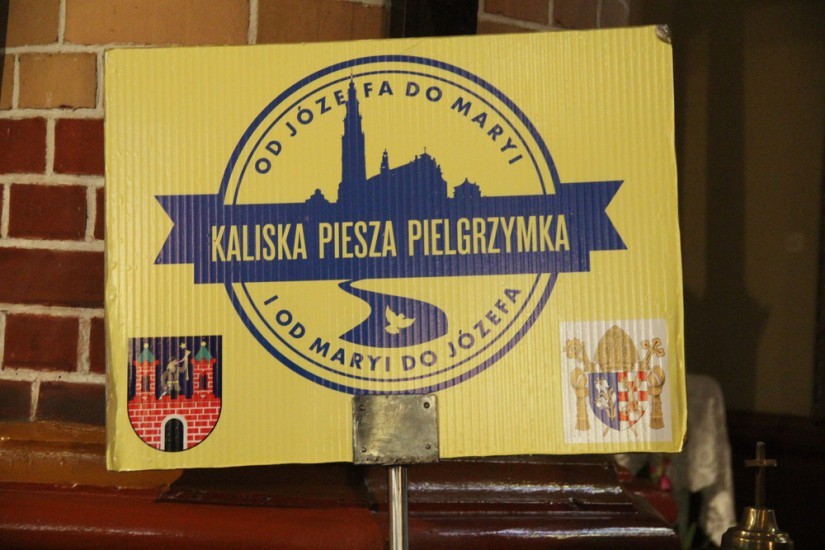 OD JÓZEFA DO MARYI
KALISKA PIESZA PIELGRZYMKA
I OD MARYI DO JÓZEFA